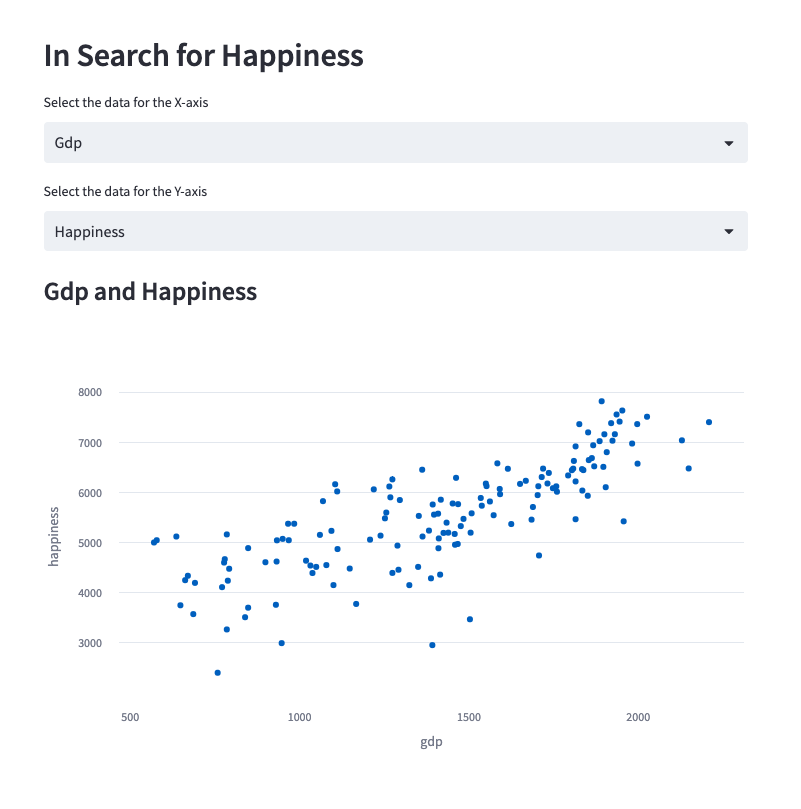 In Search for Happiness
Select the data for the X-axis
Gdp
Select the data for the Y-axis
Happiness
Gdp and Happiness
8000
7000
6000
5000
4000
3000
happiness
500 1000 1500 2000
gdp